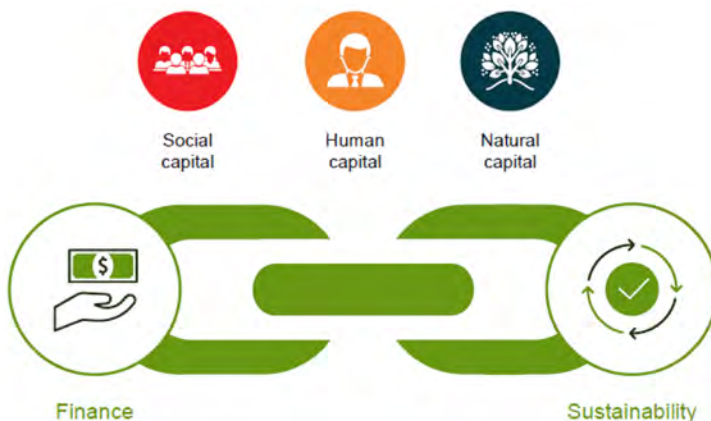 Social
capital
Human
capital
Natural
capital
$
Finance
Sustainability